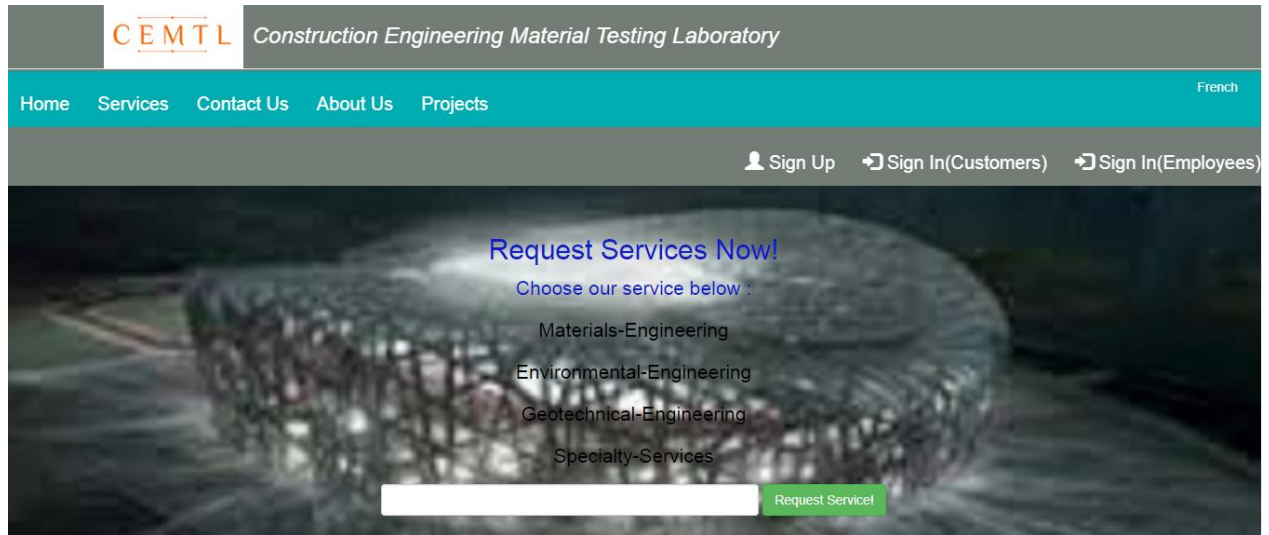 CEMTL Construction Engineering Material Testing Laboratory
Home Services Contact Us About Us Projects French
Sign Up Sign In(Customers) Sign In(Employees)
Request Services Now!
Choose our service below :
Materials-Engineering
Environmental-Engineering
Geotechnical-Engineering
Specialty-Services
Request Service!